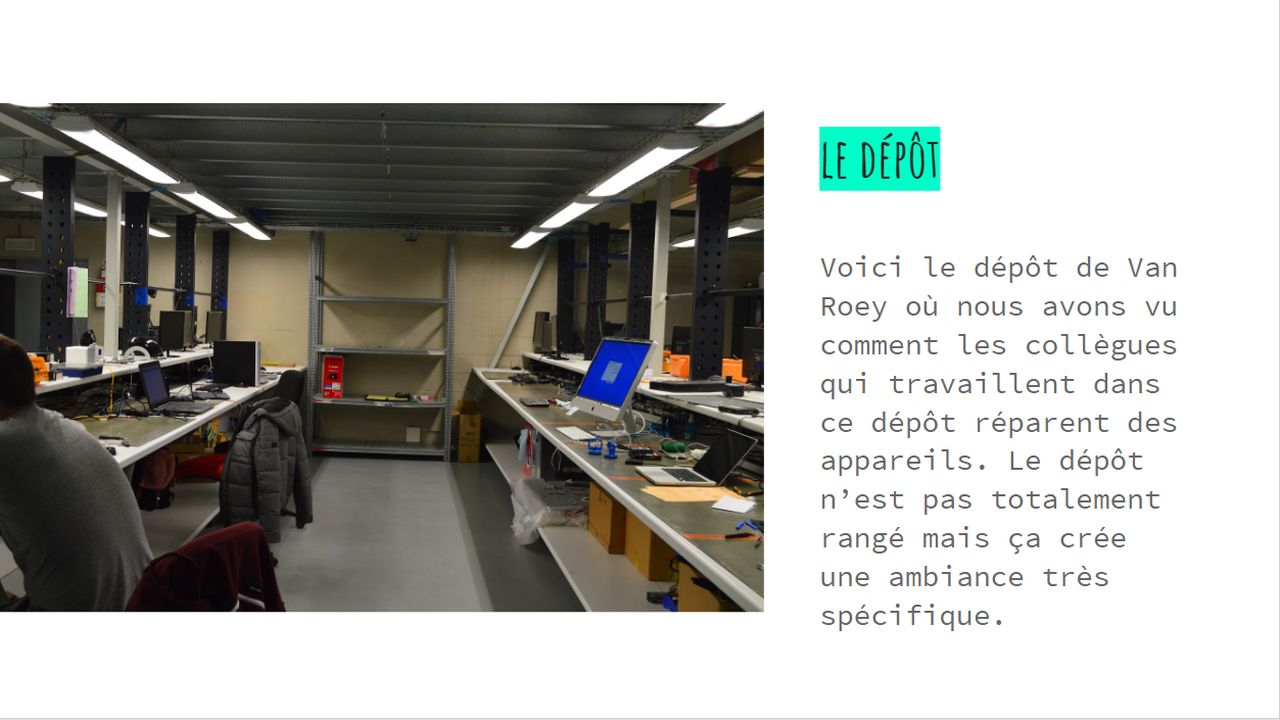 LE DÉPÔT
Voici le dépôt de Van
Roey où nous avons vu
comment les collègues
qui travaillent dans
ce dépôt réparent des
appareils. Le dépôt
n’est pas totalement
rangé mais ça crée
une ambiance très
spécifique.